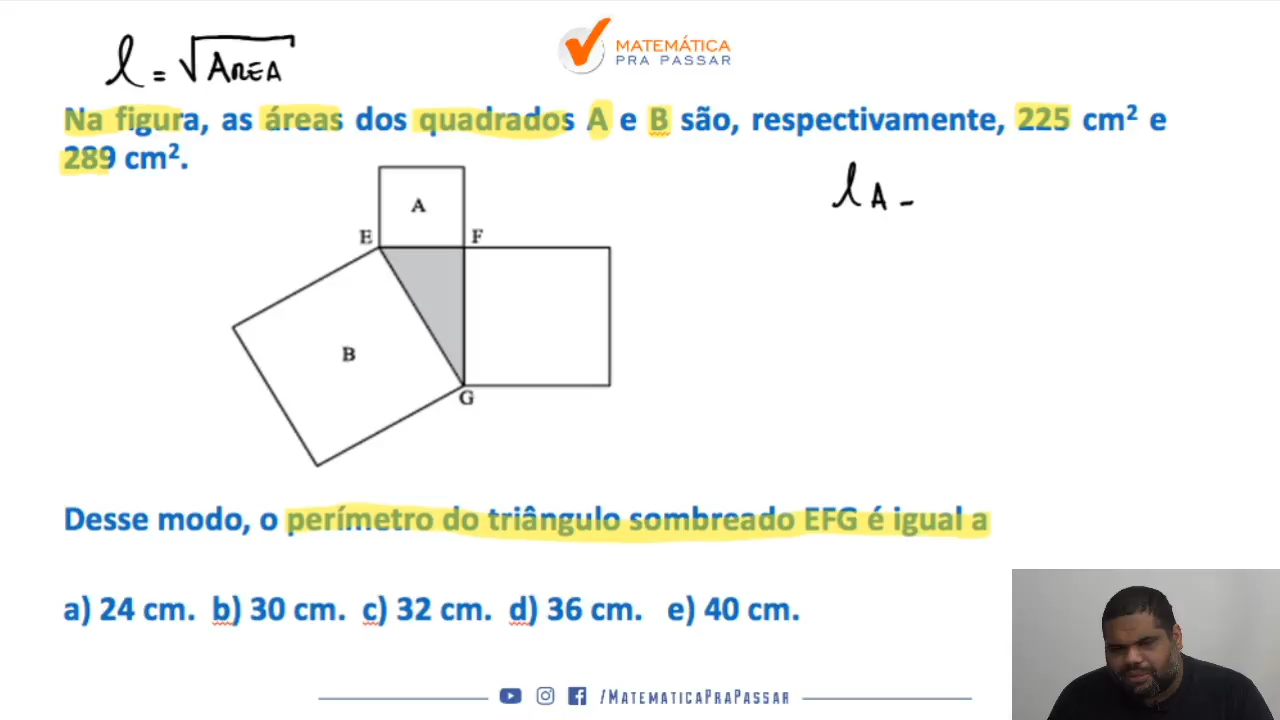 l = √AREA
MATEMÁTICA
PRA PASSAR
Na figura, as áreas dos quadrados A e B são, respectivamente, 225 cm² e
289 cm².
l A -
A
E F
B
G
Desse modo, o perímetro do triângulo sombreado EFG é igual a
a) 24 cm. b) 30 cm. c) 32 cm. d) 36 cm. e) 40 cm.
/MATEMATICAPRAPASSAR